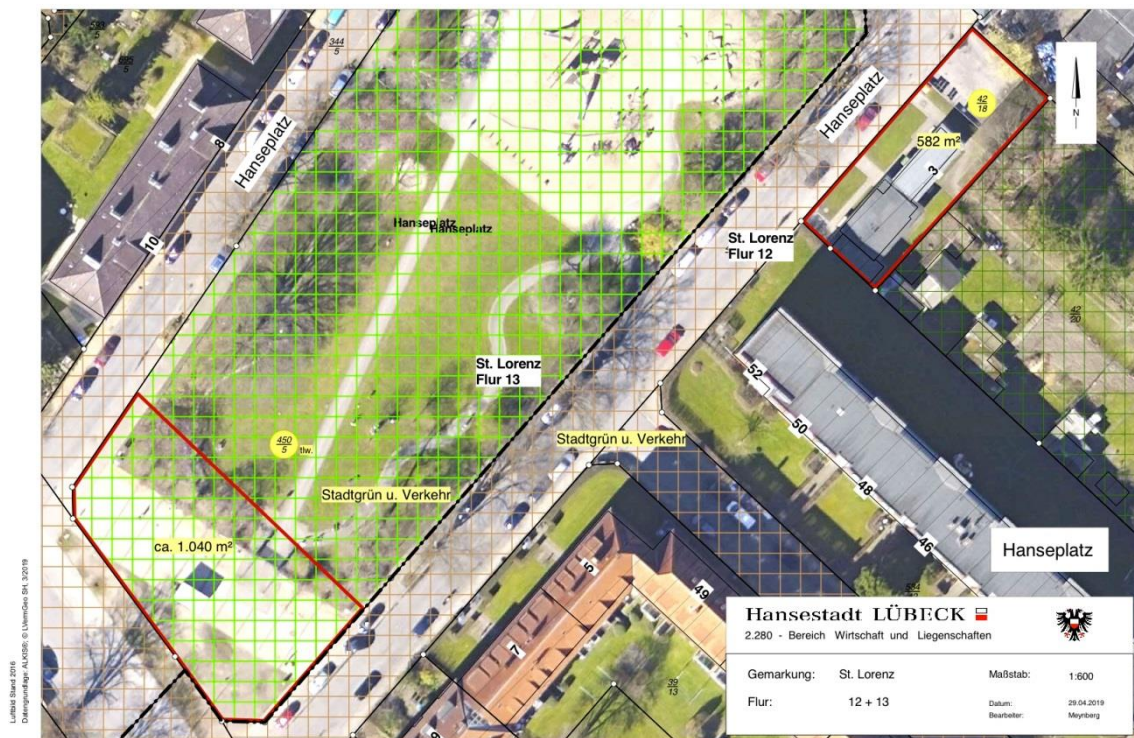 344
5
695
5
8
Hanseplatz
10
Hanseplatz
Hanseplatz
Hanseplatz
42
18
582 m²
3
N
St. Lorenz
Flur 12
St. Lorenz
Flur 13
450
5
tlw.
Stadtgrün u. Verkehr
Stadtgrün u. Verkehr
ca. 1.040 m²
52
50
48
46
5
49
7
9
39
13
42
20
Hanseplatz
Hansestadt LÜBECK
2.280 - Bereich Wirtschaft und Liegenschaften
Gemarkung: St. Lorenz
Maßstab: 1:600
Flur: 12 + 13
Datum: 29.04.2019
Bearbeiter: Meynberg
Luftbild Stand 2016
Datengrundlage: ALKIS®; © LVermGeo SH, 3/2019